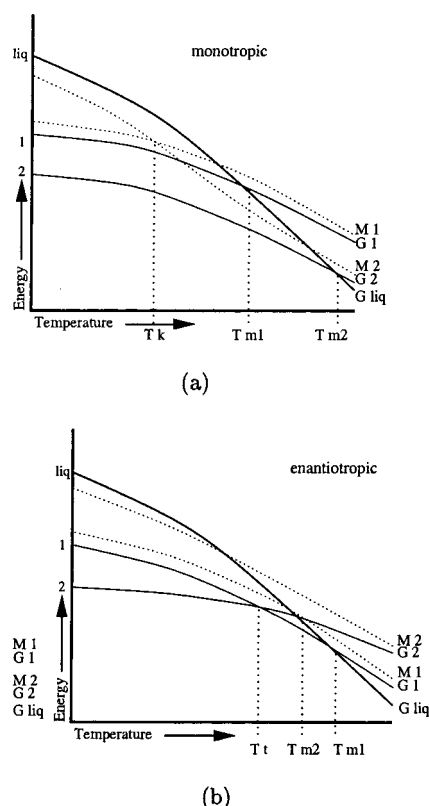 liq
monotropic
1
2
M 1
G 1
M 2
G 2
G liq
Energy
Temperature
T k
T m1
T m2
(a)
liq
enantiotropic
1
2
M 2
G 2
M 1
G 1
G liq
M 1
G 1
M 2
G 2
G liq
Energy
Temperature
T t
T m2
T m1
(b)